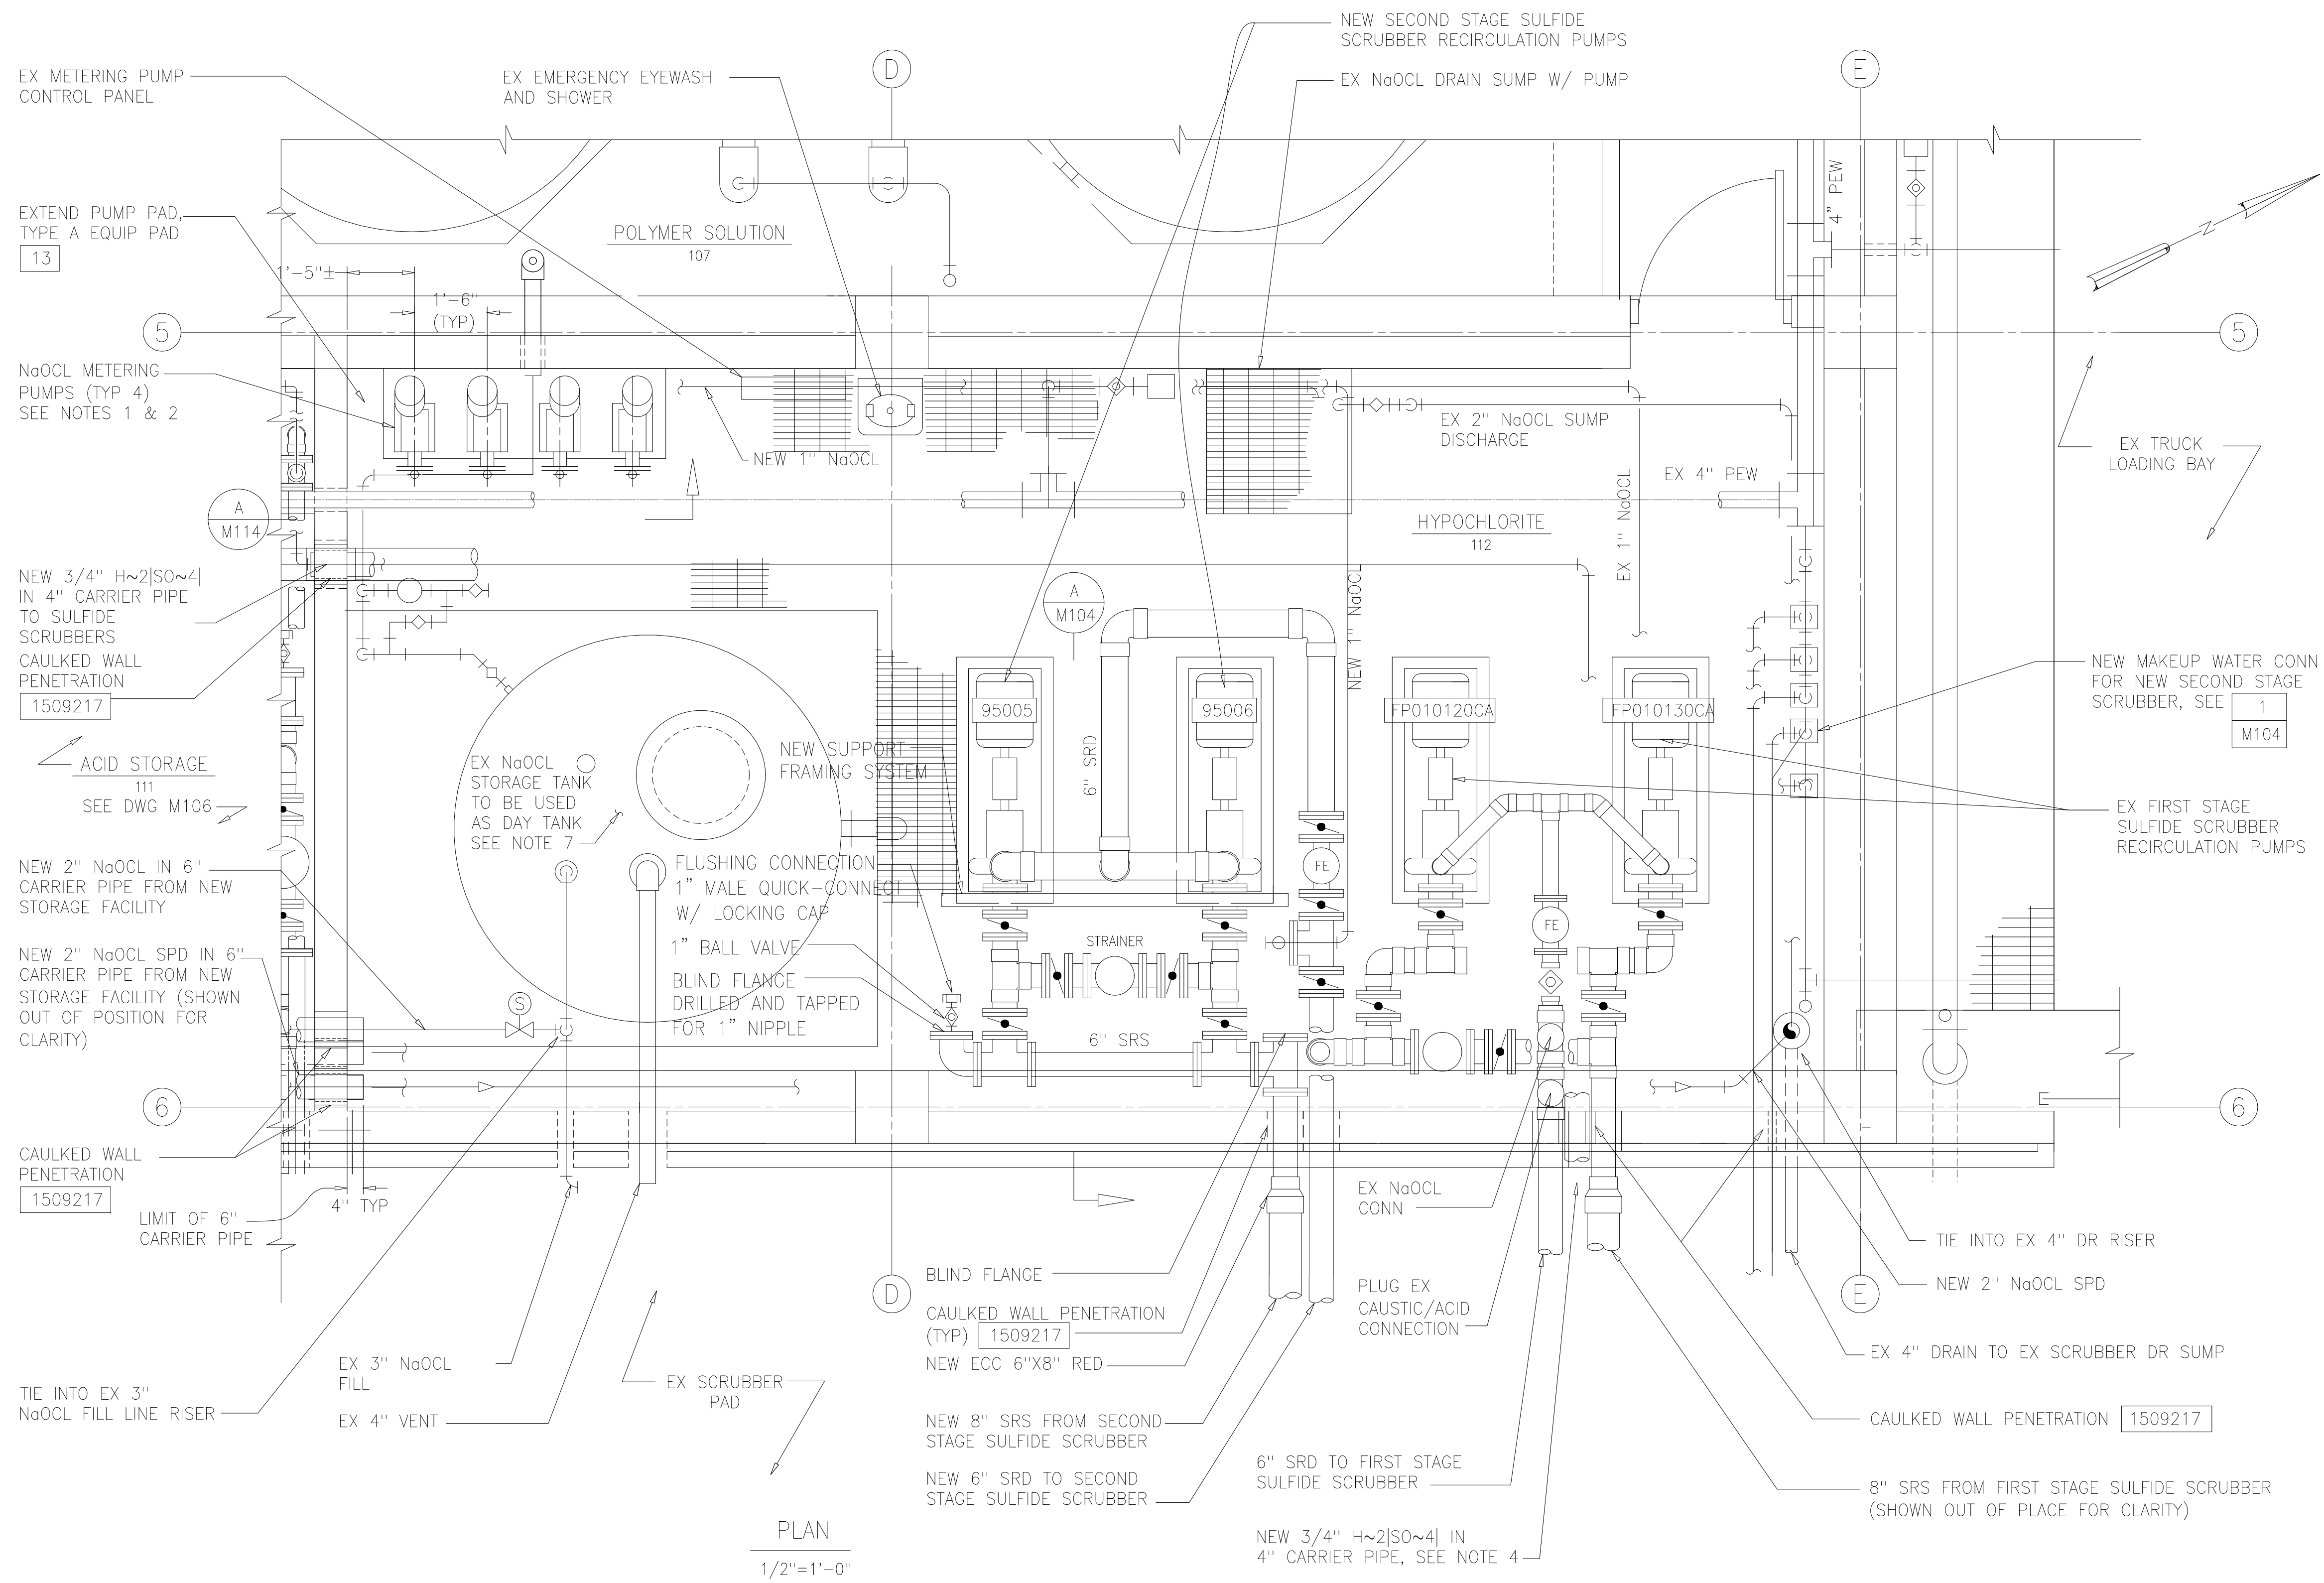 NEW SECOND STAGE SULFIDE
SCRUBBER RECIRCULATION PUMPS
EX METERING PUMP
CONTROL PANEL
EX EMERGENCY EYEWASH
AND SHOWER
D
EX NaOCL DRAIN SUMP W/ PUMP
E
EXTEND PUMP PAD,
TYPE A EQUIP PAD
13
1'-5"±
1'-6"
(TYP)
POLYMER SOLUTION
107
4" PEW
N
5
5
NaOCL METERING
PUMPS (TYP 4)
SEE NOTES 1 & 2
NEW 1" NaOCL
EX 2" NaOCL SUMP
DISCHARGE
EX 1" NaOCL
EX 4" PEW
EX TRUCK
LOADING BAY
A
M114
HYPOCHLORITE
112
NEW 3/4" H~2|SO~4|
IN 4" CARRIER PIPE
TO SULFIDE
SCRUBBERS
CAULKED WALL
PENETRATION
1509217
A
M104
NEW 1" NaOCL
NEW MAKEUP WATER CONN
FOR NEW SECOND STAGE
SCRUBBER, SEE
1
M104
95005
95006
FP010120CA
FP010130CA
6" SRD
ACID STORAGE
111
SEE DWG M106
EX NaOCL
STORAGE TANK
TO BE USED
AS DAY TANK
SEE NOTE 7
NEW SUPPORT
FRAMING SYSTEM
EX FIRST STAGE
SULFIDE SCRUBBER
RECIRCULATION PUMPS
NEW 2" NaOCL IN 6"
CARRIER PIPE FROM NEW
STORAGE FACILITY
FLUSHING CONNECTION
1" MALE QUICK-CONNECT
W/ LOCKING CAP
1" BALL VALVE
BLIND FLANGE
DRILLED AND TAPPED
FOR 1" NIPPLE
STRAINER
FE
FE
NEW 2" NaOCL SPD IN 6"
CARRIER PIPE FROM NEW
STORAGE FACILITY (SHOWN
OUT OF POSITION FOR
CLARITY)
S
6" SRS
6
6
CAULKED WALL
PENETRATION
1509217
4" TYP
LIMIT OF 6"
CARRIER PIPE
EX NaOCL
CONN
TIE INTO EX 4" DR RISER
NEW 2" NaOCL SPD
BLIND FLANGE
D
E
PLUG EX
CAUSTIC/ACID
CONNECTION
CAULKED WALL PENETRATION
(TYP) 1509217
NEW ECC 6"X8" RED
EX 4" DRAIN TO EX SCRUBBER DR SUMP
EX 3" NaOCL
FILL
EX SCRUBBER
PAD
TIE INTO EX 3"
NaOCL FILL LINE RISER
EX 4" VENT
NEW 8" SRS FROM SECOND
STAGE SULFIDE SCRUBBER
CAULKED WALL PENETRATION 1509217
NEW 6" SRD TO SECOND
STAGE SULFIDE SCRUBBER
6" SRD TO FIRST STAGE
SULFIDE SCRUBBER
8" SRS FROM FIRST STAGE SULFIDE SCRUBBER
(SHOWN OUT OF PLACE FOR CLARITY)
NEW 3/4" H~2|SO~4| IN
4" CARRIER PIPE, SEE NOTE 4
PLAN
1/2"=1'-0"